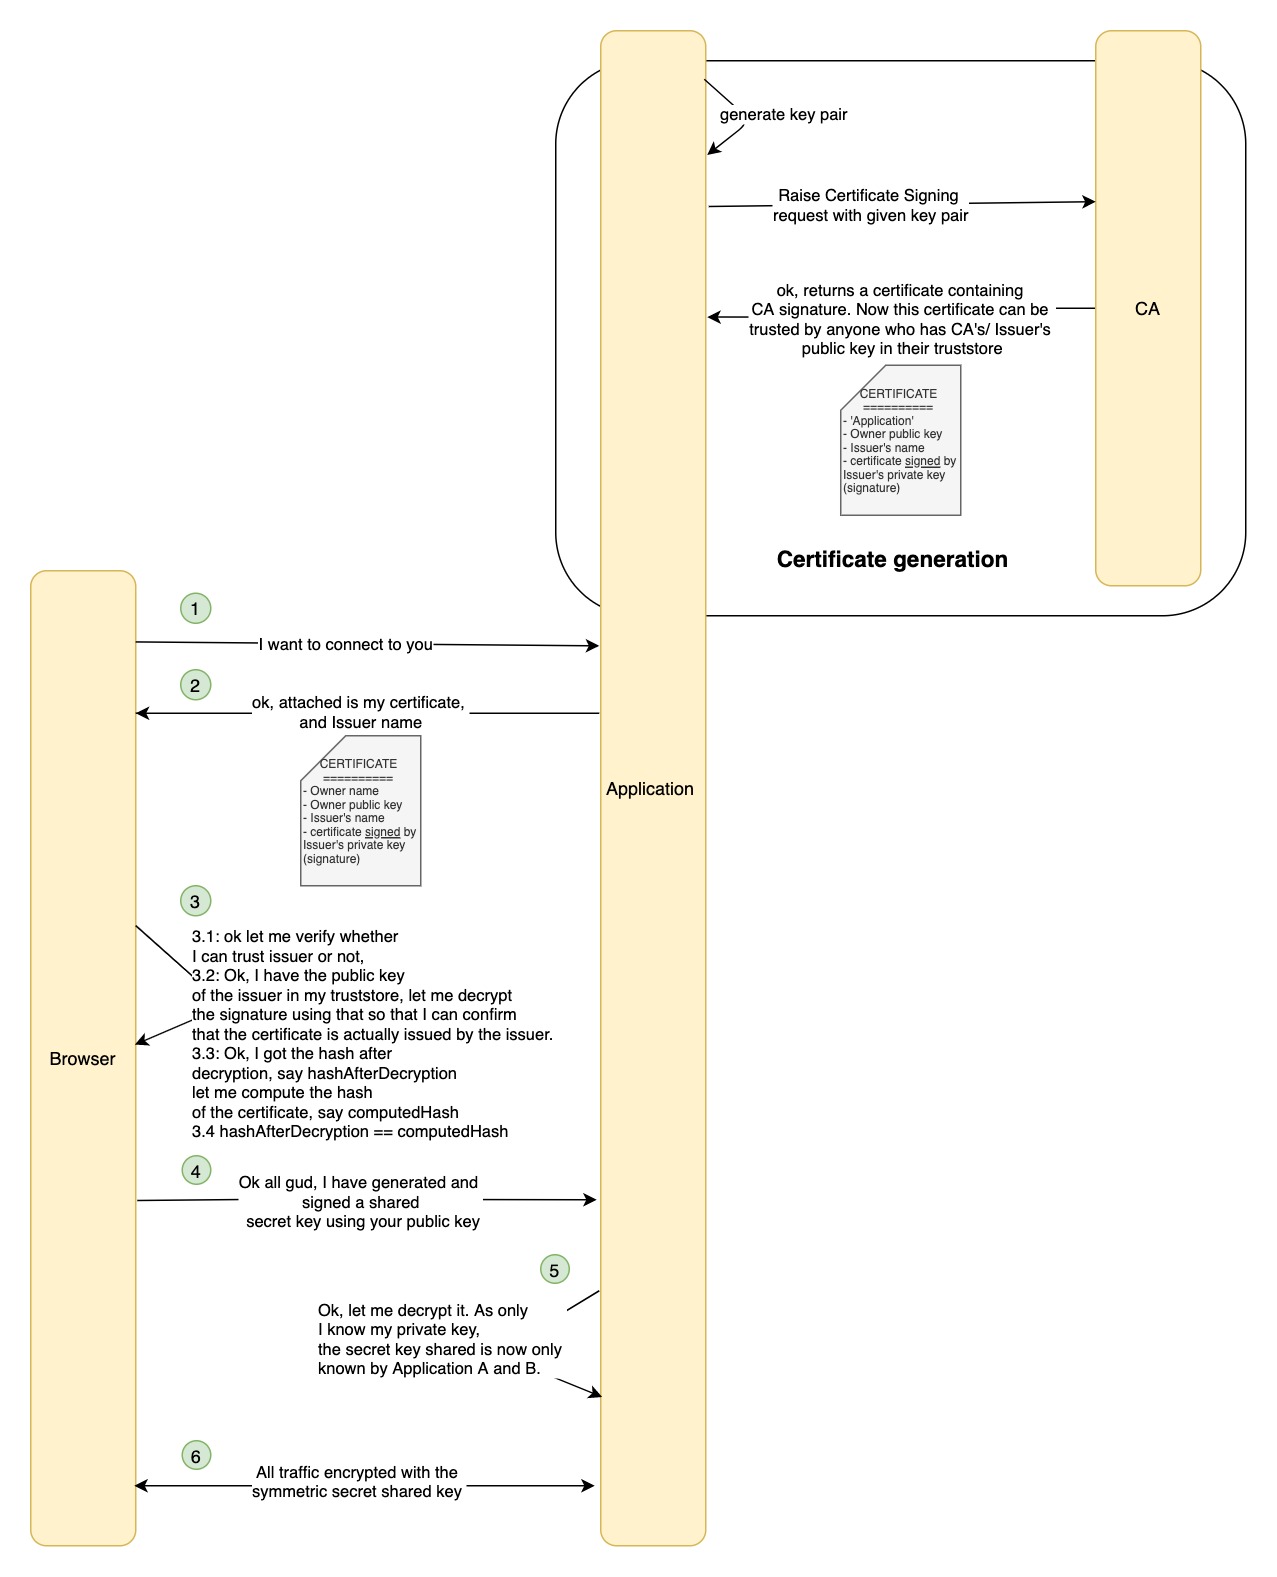 generate key pair
Raise Certificate Signing
request with given key pair
ok, returns a certificate containing
CA signature. Now this certificate can be
trusted by anyone who has CA's/ Issuer's
public key in their truststore
CA
CERTIFICATE
==========
- 'Application'
- Owner public key
- Issuer's name
- certificate signed by
Issuer's private key
(signature)
Certificate generation
1
I want to connect to you
2
ok, attached is my certificate,
and Issuer name
CERTIFICATE
==========
- Owner name
- Owner public key
- Issuer's name
- certificate signed by
Issuer's private key
(signature)
Application
3
3.1: ok let me verify whether
I can trust issuer or not,
3.2: Ok, I have the public key
of the issuer in my truststore, let me decrypt
the signature using that so that I can confirm
that the certificate is actually issued by the issuer.
3.3: Ok, I got the hash after
decryption, say hashAfterDecryption
let me compute the hash
of the certificate, say computedHash
3.4 hashAfterDecryption == computedHash
Browser
4
Ok all gud, I have generated and
signed a shared
secret key using your public key
5
Ok, let me decrypt it. As only
I know my private key,
the secret key shared is now only
known by Application A and B.
6
All traffic encrypted with the
symmetric secret shared key